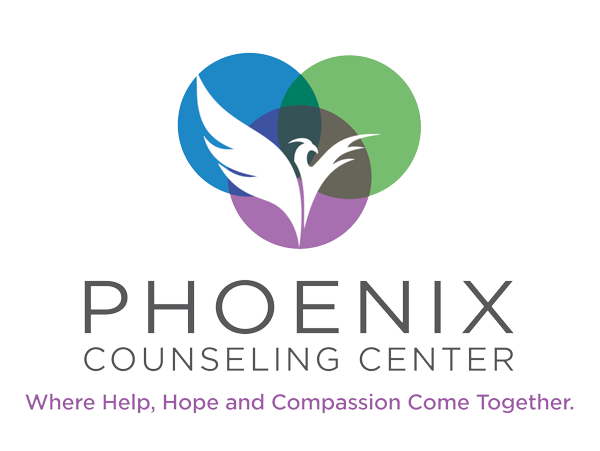 PHOENIX
COUNSELING CENTER
Where Help, Hope and Compassion Come Together.